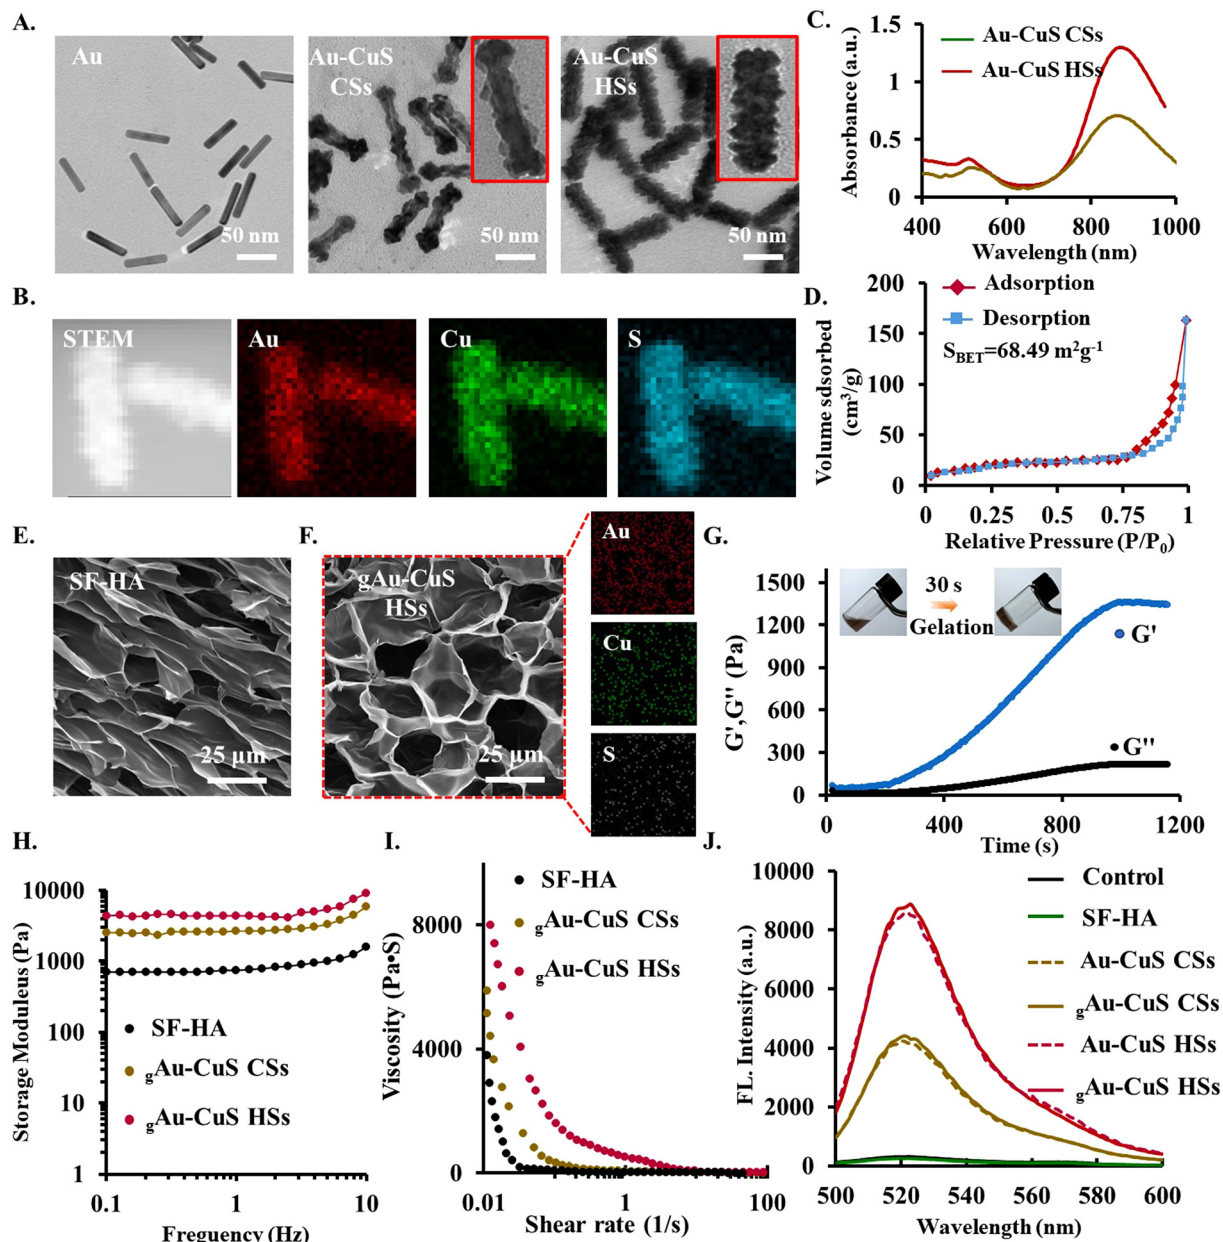 A.
Au
50 nm
Au-CuS
CSs
50 nm
Au-CuS
HSs
50 nm
C.
Absorbance (a.u.)
1.5
1
0.5
0
Au-CuS CSs
Au-CuS HSs
400
600
800
1000
Wavelength (nm)
B.
STEM
Au
Cu
S
D.
Volume sdsorbed
(cm³/g)
200
150
100
50
0
Adsorption
Desorption
S_BET=68.49 m²g⁻¹
0
0.25
0.5
0.75
1
Relative Pressure (P/P₀)
E.
SF-HA
25 µm
F.
gAu-CuS
HSs
25 µm
Au
Cu
S
G.
G',G'' (Pa)
1500
1200
900
600
300
0
30 s
Gelation
G'
G''
0
400
800
1200
Time (s)
H.
Storage Moduleus (Pa)
10000
1000
100
10
1
SF-HA
gAu-CuS CSs
gAu-CuS HSs
0.1
1
10
Freguency (Hz)
I.
Viscosity (Pa•S)
8000
4000
0
SF-HA
gAu-CuS CSs
gAu-CuS HSs
0.01
1
100
Shear rate (1/s)
J.
FL. Intensity (a.u.)
10000
8000
6000
4000
2000
0
Control
SF-HA
Au-CuS CSs
gAu-CuS CSs
Au-CuS HSs
gAu-CuS HSs
500
520
540
560
580
600
Wavelength (nm)